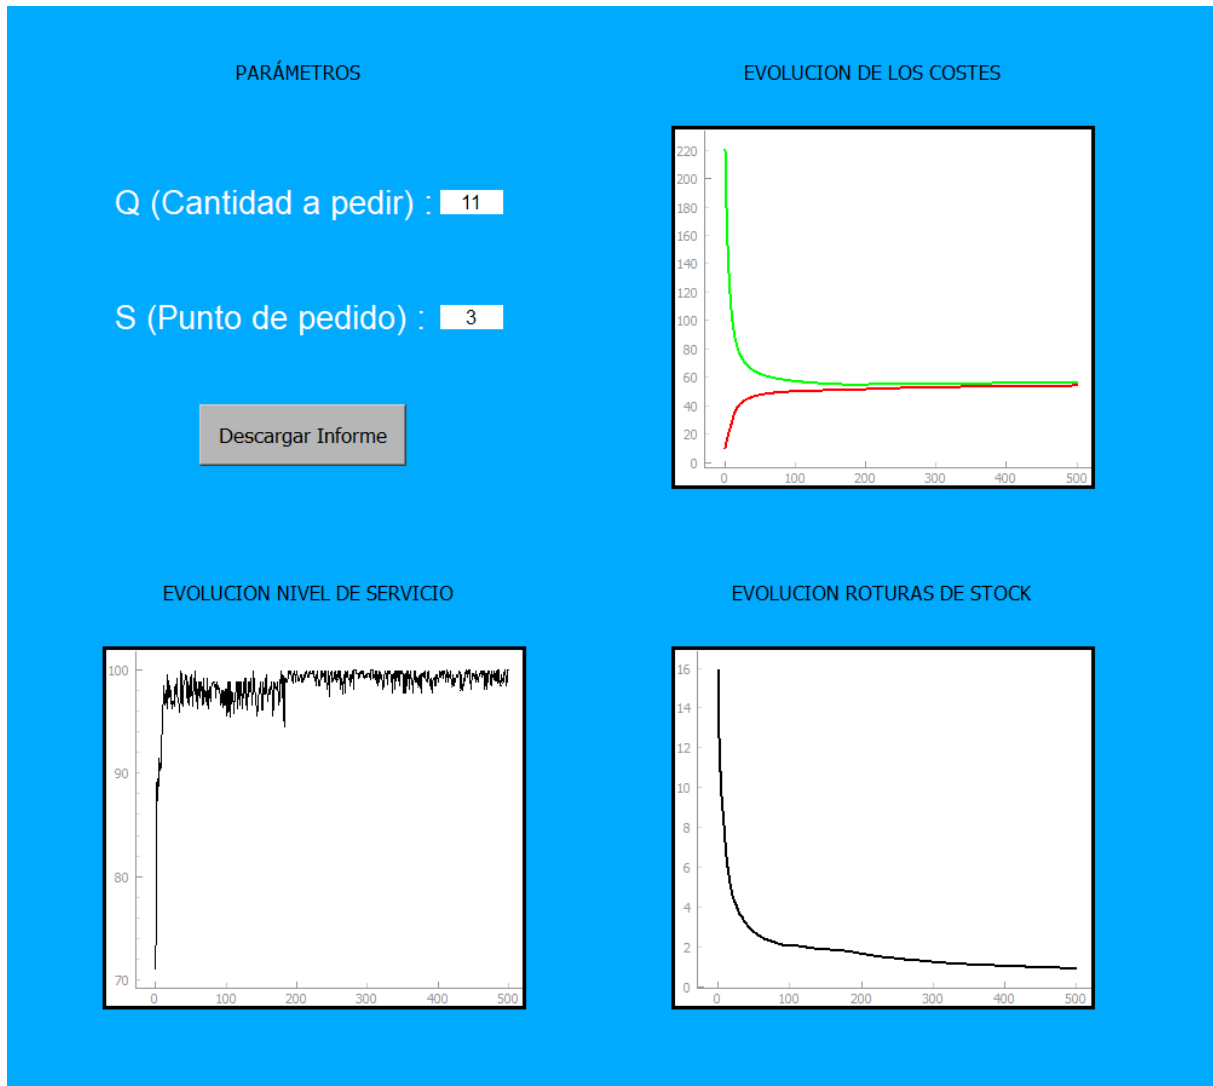 PARÁMETROS
Q (Cantidad a pedir) : 11
S (Punto de pedido) : 3
Descargar Informe
EVOLUCION DE LOS COSTES
220
200
180
160
140
120
100
80
60
40
20
0
0 100 200 300 400 500
EVOLUCION NIVEL DE SERVICIO
100
90
80
70
0 100 200 300 400 500
EVOLUCION ROTURAS DE STOCK
16
14
12
10
8
6
4
2
0
0 100 200 300 400 500